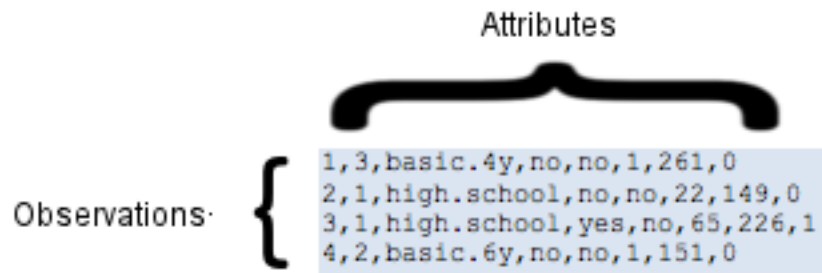 Attributes
1,3,basic.4y,no,no,1,261,0
2,1,high.school,no,no,22,149,0
3,1,high.school,yes,no,65,226,1
4,2,basic.6y,no,no,1,151,0
Observations